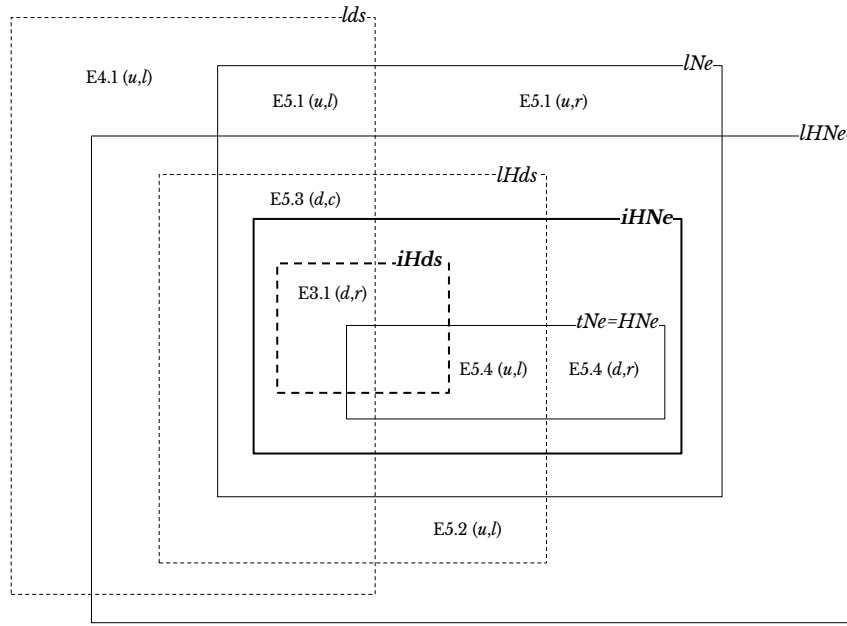 lds
lNe
E4.1 (u,l)
E5.1 (u,l) E5.1 (u,r)
lHNe
lHds
E5.3 (d,c)
iHNe
iHds
E3.1 (d,r)
tNe=HNe
E5.4 (u,l) E5.4 (d,r)
E5.2 (u,l)